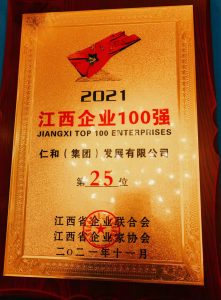 2021
江西企业100强
JIANGXI TOP 100 ENTERPRISES
仁和（集团）发展有限公司
第25位
江西省企业联合会
江西省企业家协会
二〇二一年十一月